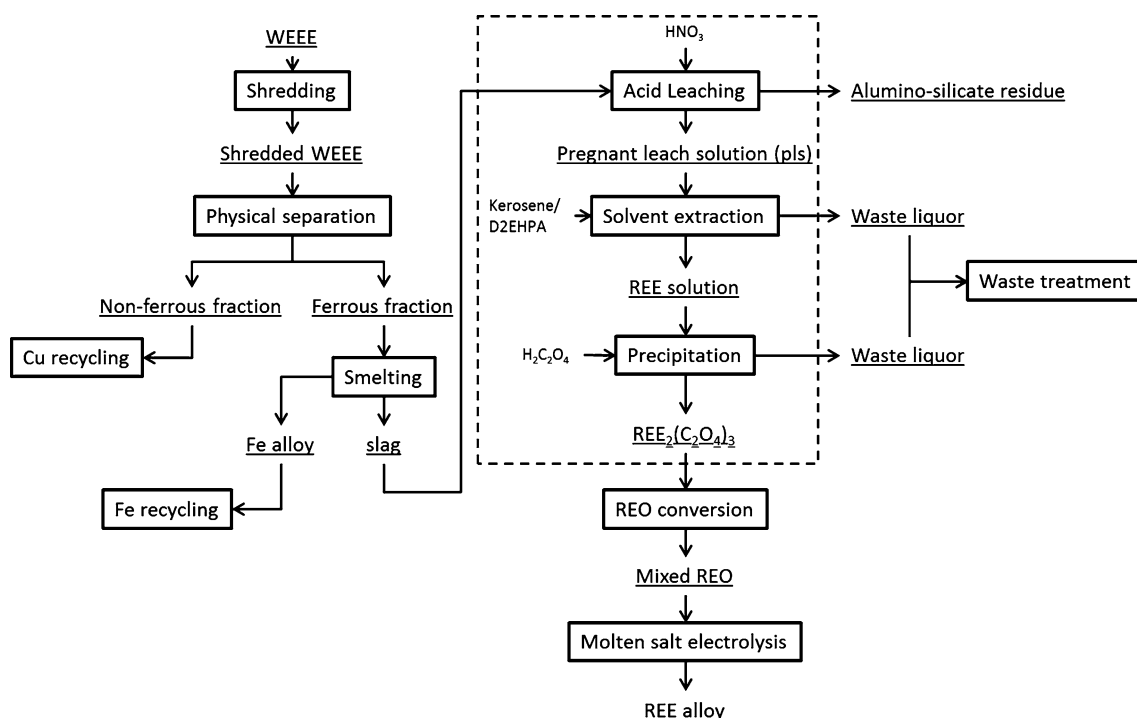 WEEE
Shredding
Shredded WEEE
Physical separation
Non-ferrous fraction
Ferrous fraction
Cu recycling
Smelting
Fe alloy
slag
Fe recycling
HNO₃
Acid Leaching
Alumino-silicate residue
Pregnant leach solution (pls)
Kerosene/
D2EHPA
Solvent extraction
Waste liquor
REE solution
Waste treatment
H₂C₂O₄
Precipitation
Waste liquor
REE₂(C₂O₄)₃
REO conversion
Mixed REO
Molten salt electrolysis
REE alloy